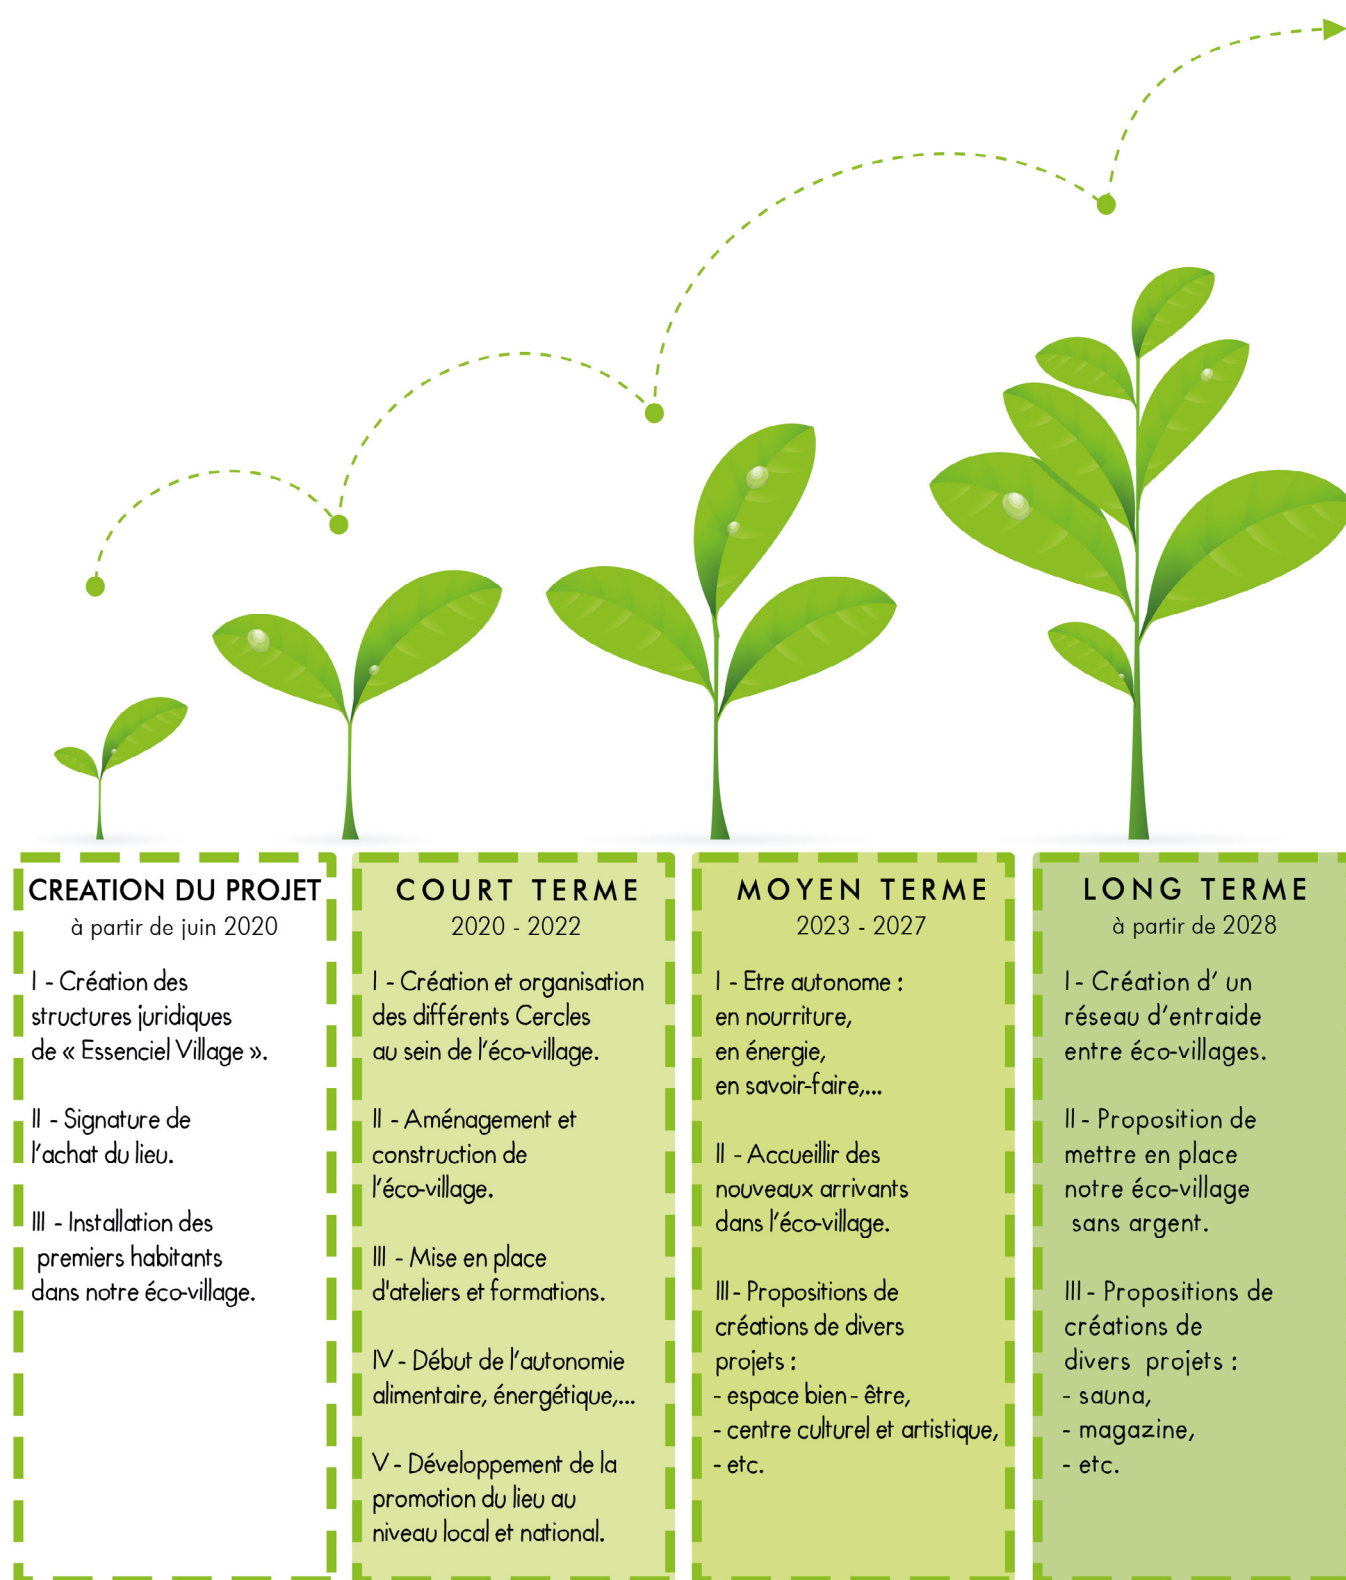 CREATION DU PROJET
à partir de juin 2020
I - Création des
structures juridiques
de « Essenciel Village ».
II - Signature de
l'achat du lieu.
III - Installation des
premiers habitants
dans notre éco-village.
COURT TERME
2020 - 2022
I - Création et organisation
des différents Cercles
au sein de l'éco-village.
II - Aménagement et
construction de
l'éco-village.
III - Mise en place
d'ateliers et formations.
IV - Début de l'autonomie
alimentaire, énergétique,...
V - Développement de la
promotion du lieu au
niveau local et national.
MOYEN TERME
2023 - 2027
I - Etre autonome :
en nourriture,
en énergie,
en savoir-faire,...
II - Accueillir des
nouveaux arrivants
dans l'éco-village.
III - Propositions de
créations de divers
projets :
- espace bien - être,
- centre culturel et artistique,
- etc.
LONG TERME
à partir de 2028
I - Création d' un
réseau d'entraide
entre éco-villages.
II - Proposition de
mettre en place
notre éco-village
sans argent.
III - Propositions de
créations de
divers projets :
- sauna,
- magazine,
- etc.